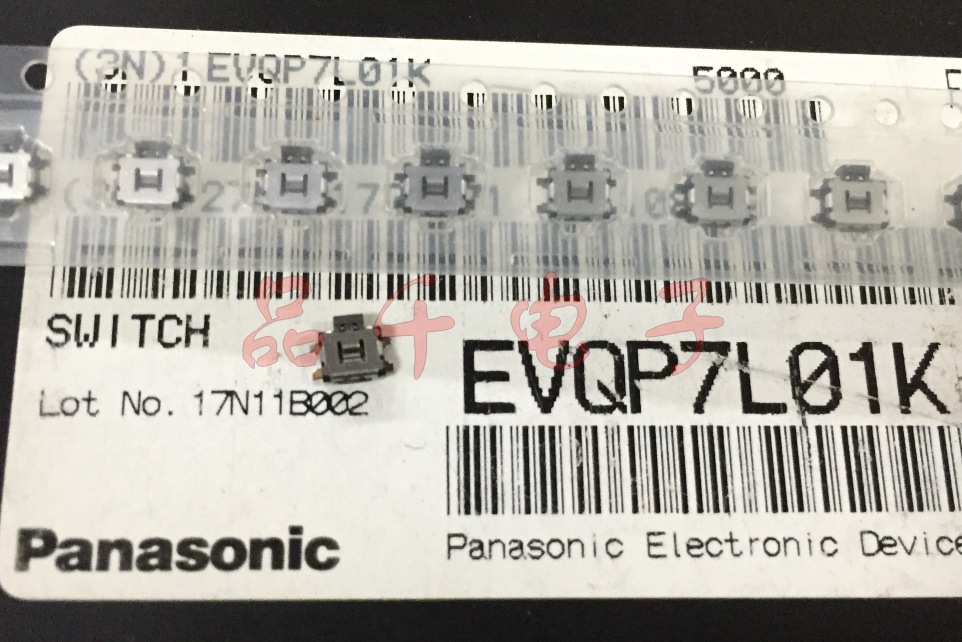 (3N)1 EVQP7L01K 5000
SWITCH
品千电子
EVQP7L01K
Lot No. 17N11B002
Panasonic
Panasonic Electronic Device